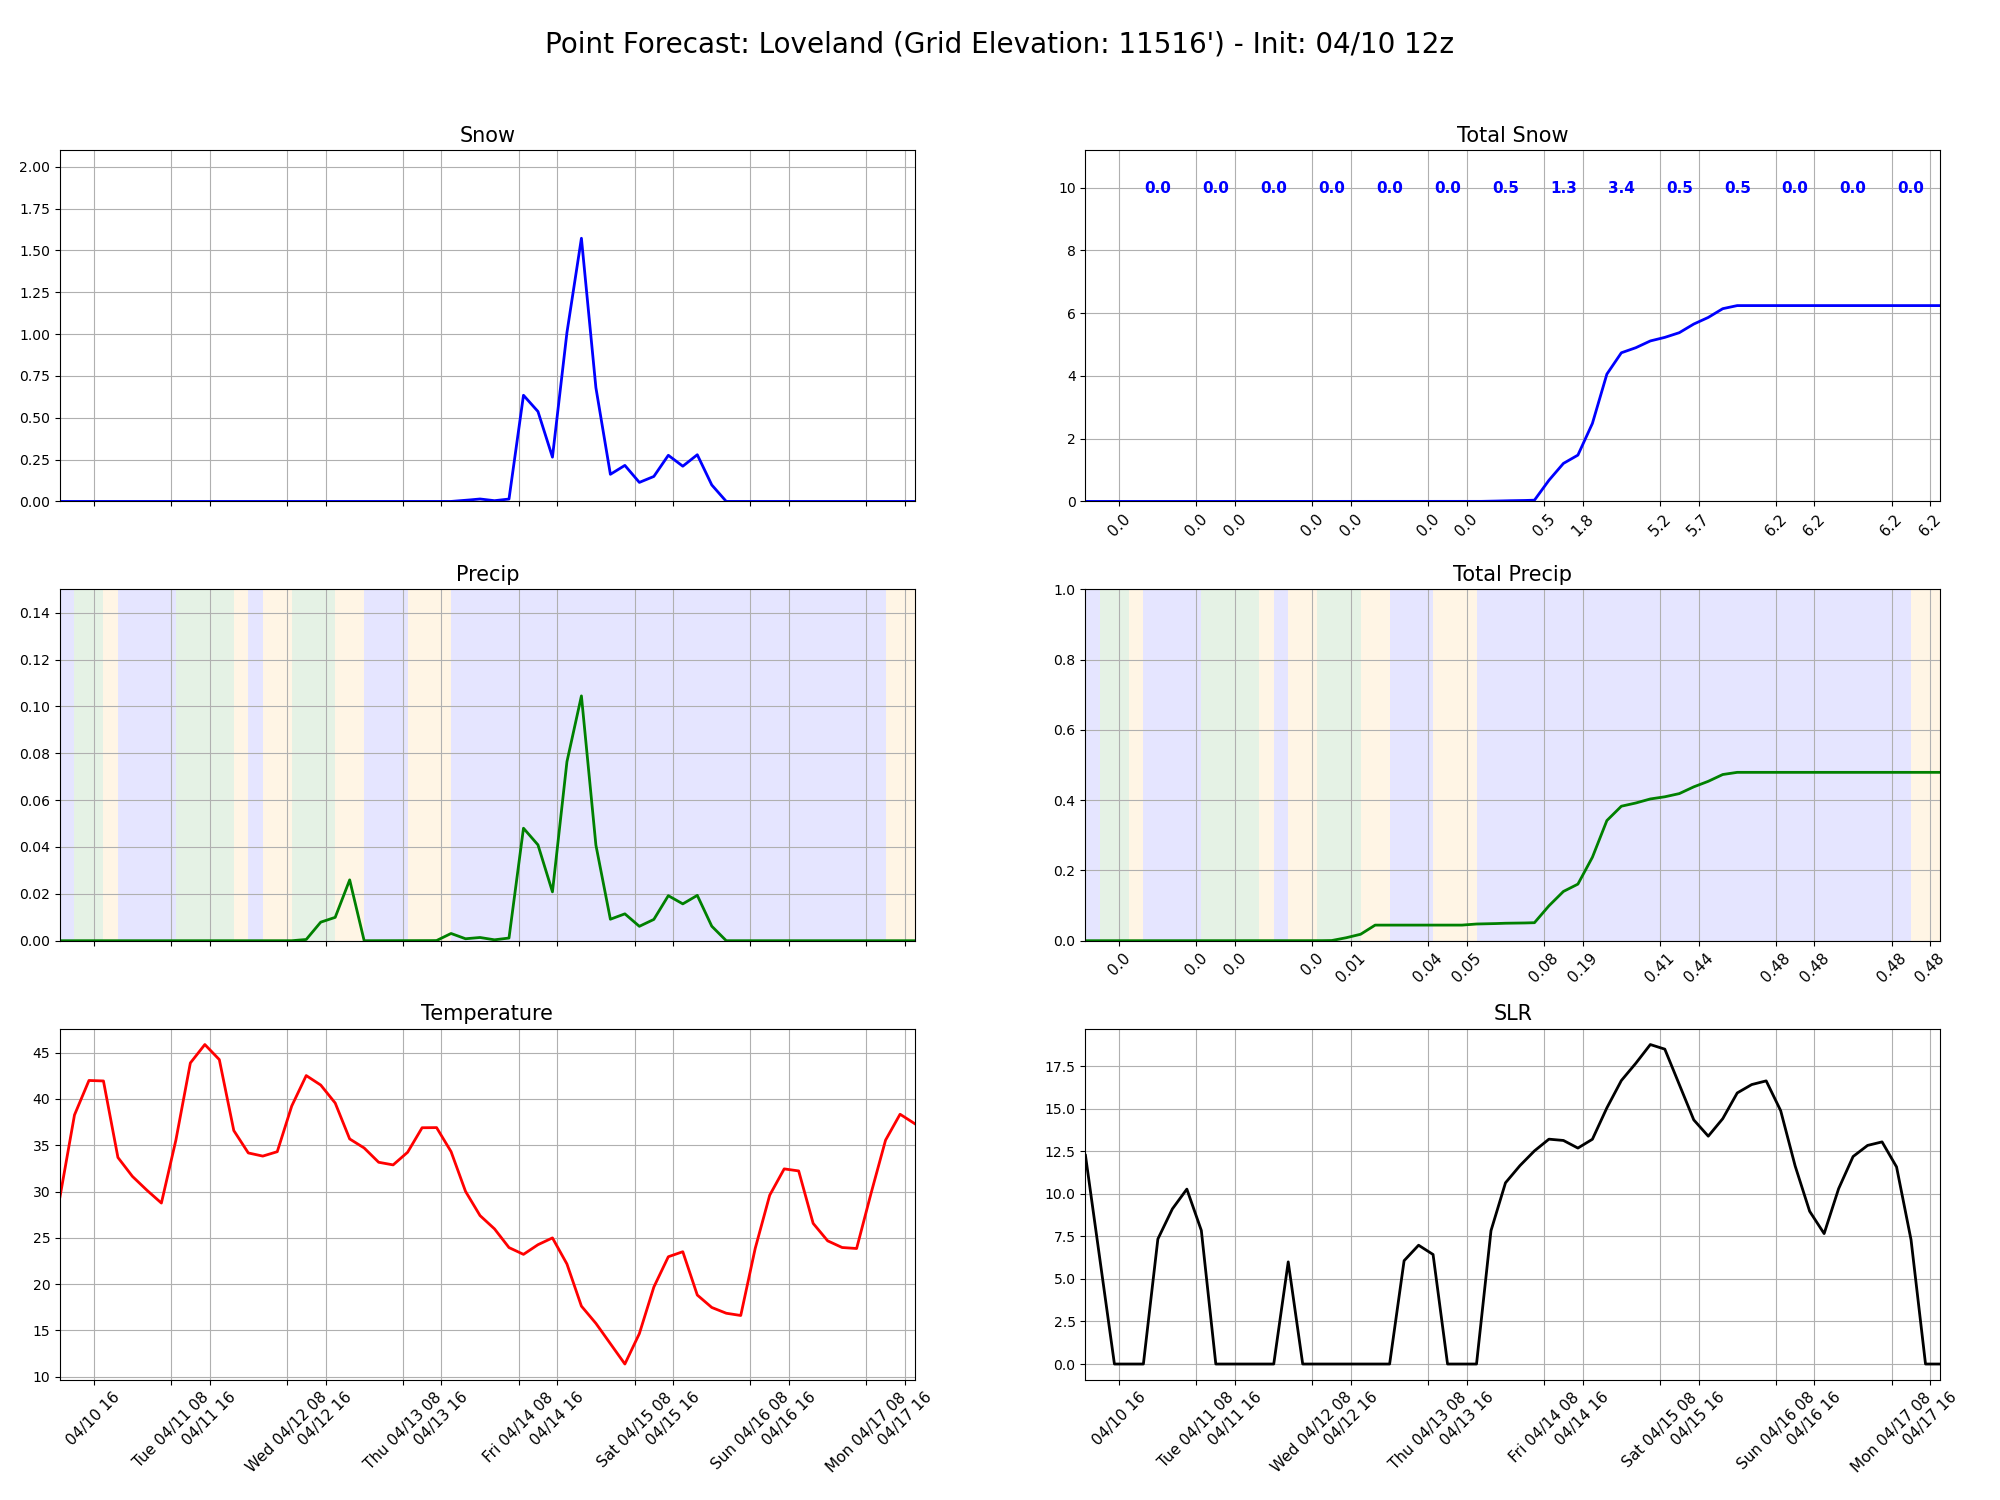 Point Forecast: Loveland (Grid Elevation: 11516') - Init: 04/10 12z
Snow
2.00
1.75
1.50
1.25
1.00
0.75
0.50
0.25
0.00
Total Snow
0.0 0.0 0.0 0.0 0.0 0.0 0.5 1.3 3.4 0.5 0.5 0.0 0.0 0.0
10
8
6
4
2
0
0.0 0.0 0.0 0.0 0.0 0.0 0.0 0.5 1.8 5.2 5.7 6.2 6.2 6.2 6.2
Precip
0.14
0.12
0.10
0.08
0.06
0.04
0.02
0.00
Total Precip
1.0
0.8
0.6
0.4
0.2
0.0
0.0 0.0 0.0 0.0 0.01 0.04 0.05 0.08 0.19 0.41 0.44 0.48 0.48 0.48 0.48
Temperature
45
40
35
30
25
20
15
10
04/10 16
Tue 04/11 08
04/11 16
Wed 04/12 08
04/12 16
Thu 04/13 08
04/13 16
Fri 04/14 08
04/14 16
Sat 04/15 08
04/15 16
Sun 04/16 08
04/16 16
Mon 04/17 08
04/17 16
SLR
17.5
15.0
12.5
10.0
7.5
5.0
2.5
0.0
04/10 16
Tue 04/11 08
04/11 16
Wed 04/12 08
04/12 16
Thu 04/13 08
04/13 16
Fri 04/14 08
04/14 16
Sat 04/15 08
04/15 16
Sun 04/16 08
04/16 16
Mon 04/17 08
04/17 16